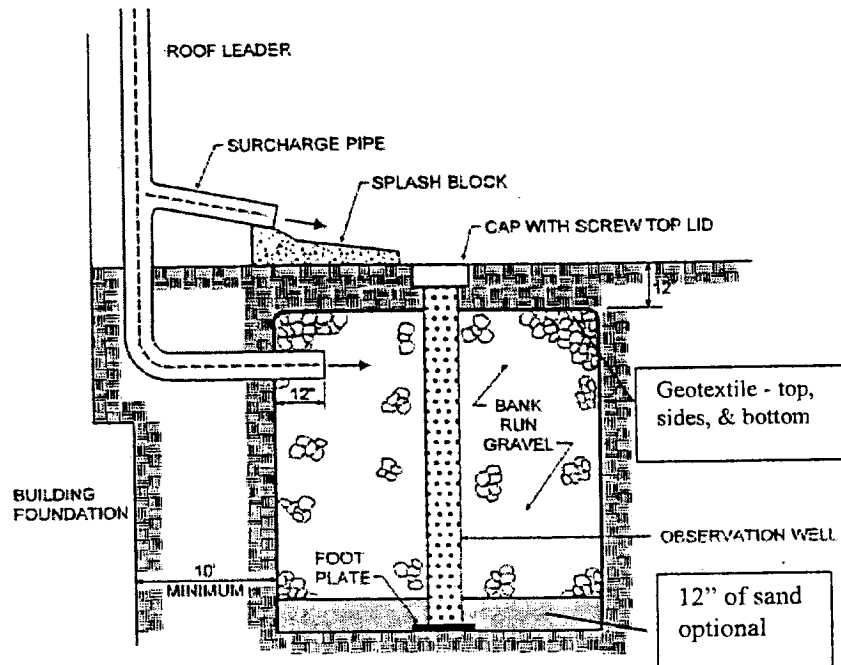 ROOF LEADER
SURCHARGE PIPE
SPLASH BLOCK
CAP WITH SCREW TOP LID
12"
12"
Geotextile - top,
sides, & bottom
BANK
RUN
GRAVEL
BUILDING
FOUNDATION
OBSERVATION WELL
FOOT
PLATE
10'
MINIMUM
12” of sand
optional